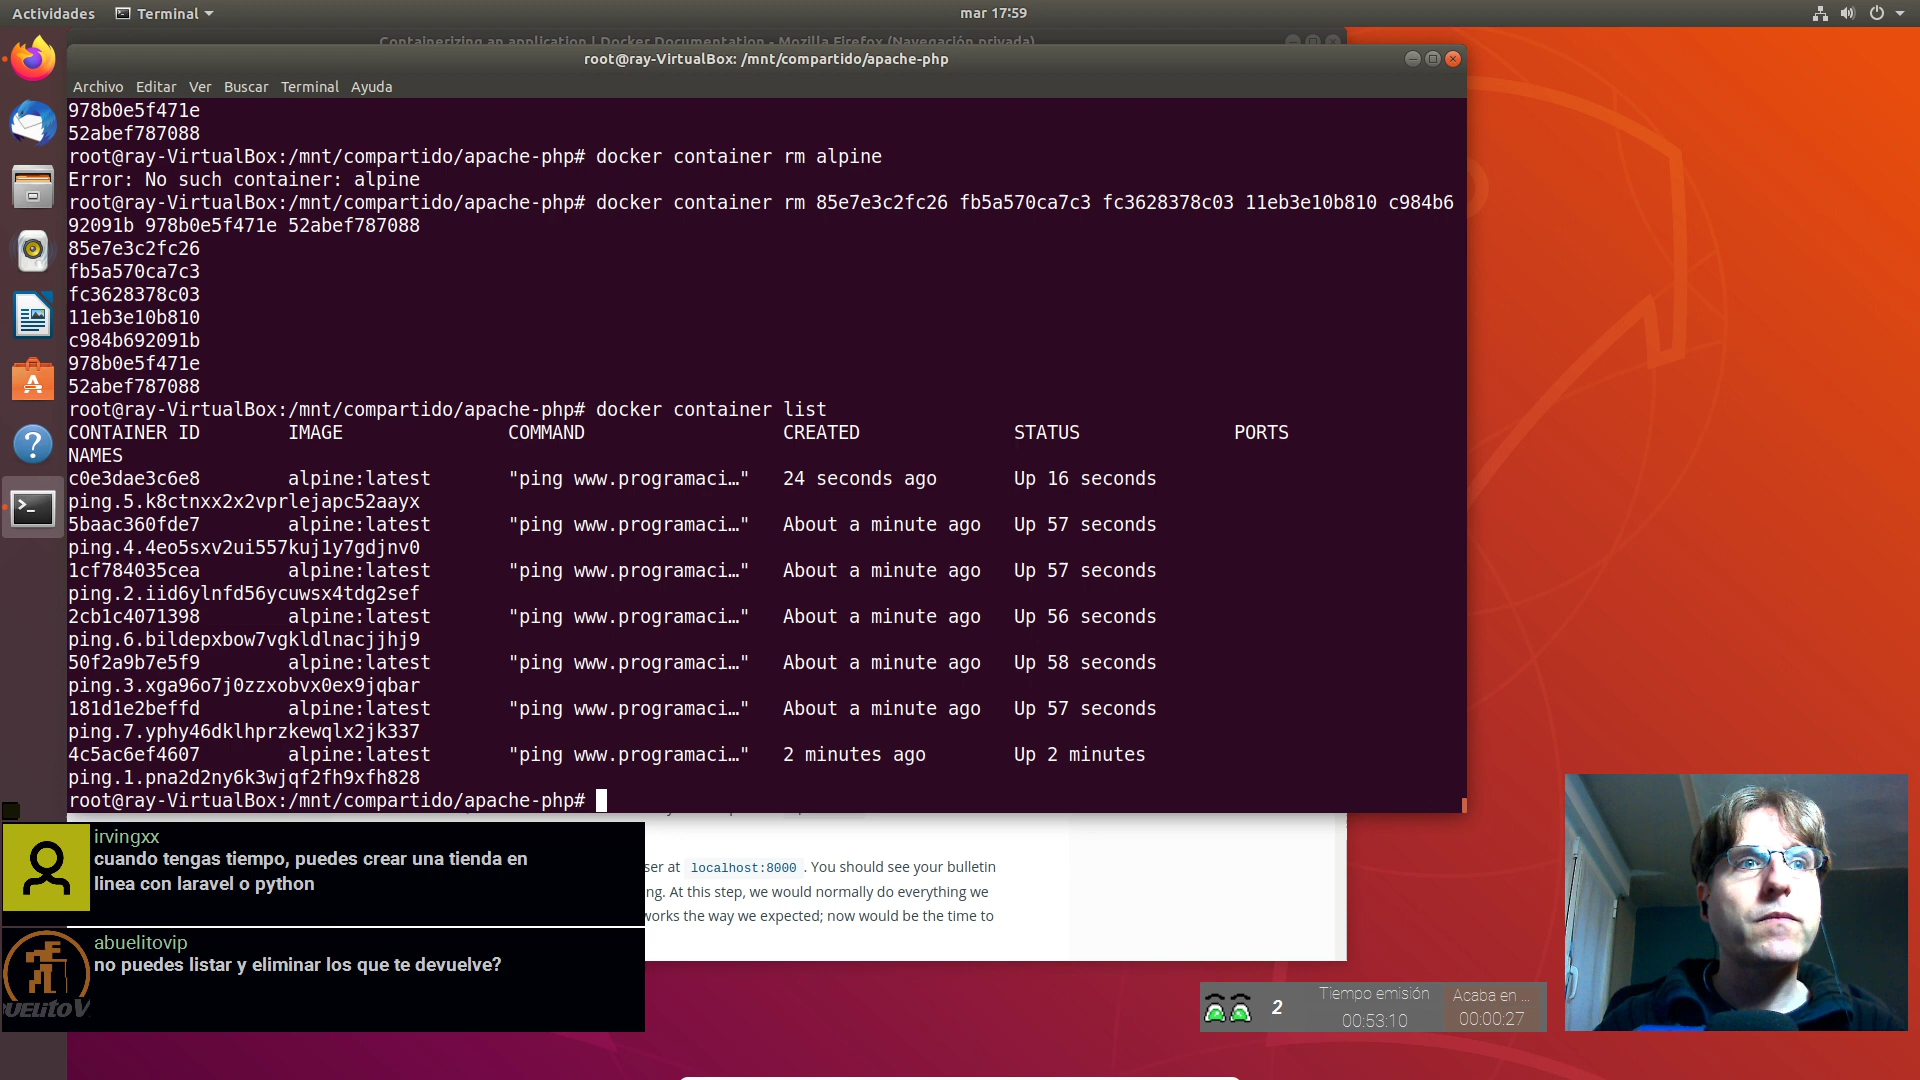 Actividades Terminal mar 17:59
Containerizing an application | Docker Documentation - Mozilla Firefox (Navegación privada)
root@ray-VirtualBox: /mnt/compartido/apache-php
Archivo Editar Ver Buscar Terminal Ayuda
978b0e5f471e
52abef787088
root@ray-VirtualBox:/mnt/compartido/apache-php# docker container rm alpine
Error: No such container: alpine
root@ray-VirtualBox:/mnt/compartido/apache-php# docker container rm 85e7e3c2fc26 fb5a570ca7c3 fc3628378c03 11eb3e10b810 c984b6
92091b 978b0e5f471e 52abef787088
85e7e3c2fc26
fb5a570ca7c3
fc3628378c03
11eb3e10b810
c984b692091b
978b0e5f471e
52abef787088
root@ray-VirtualBox:/mnt/compartido/apache-php# docker container list
CONTAINER ID IMAGE COMMAND CREATED STATUS PORTS
NAMES
c0e3dae3c6e8 alpine:latest "ping www.programaci…" 24 seconds ago Up 16 seconds
ping.5.k8ctnxx2x2vprlejapc52aayx
5baac360fde7 alpine:latest "ping www.programaci…" About a minute ago Up 57 seconds
ping.4.4eo5sxv2ui557kuj1y7gdjnv0
1cf784035cea alpine:latest "ping www.programaci…" About a minute ago Up 57 seconds
ping.2.iid6ylnfd56ycuwsx4tdg2sef
2cb1c4071398 alpine:latest "ping www.programaci…" About a minute ago Up 56 seconds
ping.6.bildepxbow7vgkldlnacjjhj9
50f2a9b7e5f9 alpine:latest "ping www.programaci…" About a minute ago Up 58 seconds
ping.3.xga96o7j0zzxobvx0ex9jqbar
181d1e2beffd alpine:latest "ping www.programaci…" About a minute ago Up 57 seconds
ping.7.yphy46dklhprzkewqlx2jk337
4c5ac6ef4607 alpine:latest "ping www.programaci…" 2 minutes ago Up 2 minutes
ping.1.pna2d2ny6k3wjqf2fh9xfh828
root@ray-VirtualBox:/mnt/compartido/apache-php#
irvingxx
cuando tengas tiempo, puedes crear una tienda en
linea con laravel o python
abuelitovip
no puedes listar y eliminar los que te devuelve?
ser at localhost:8000 . You should see your bulletin
ng. At this step, we would normally do everything we
works the way we expected; now would be the time to
2 Tiempo emisión Acaba en ...
00:53:10 00:00:27